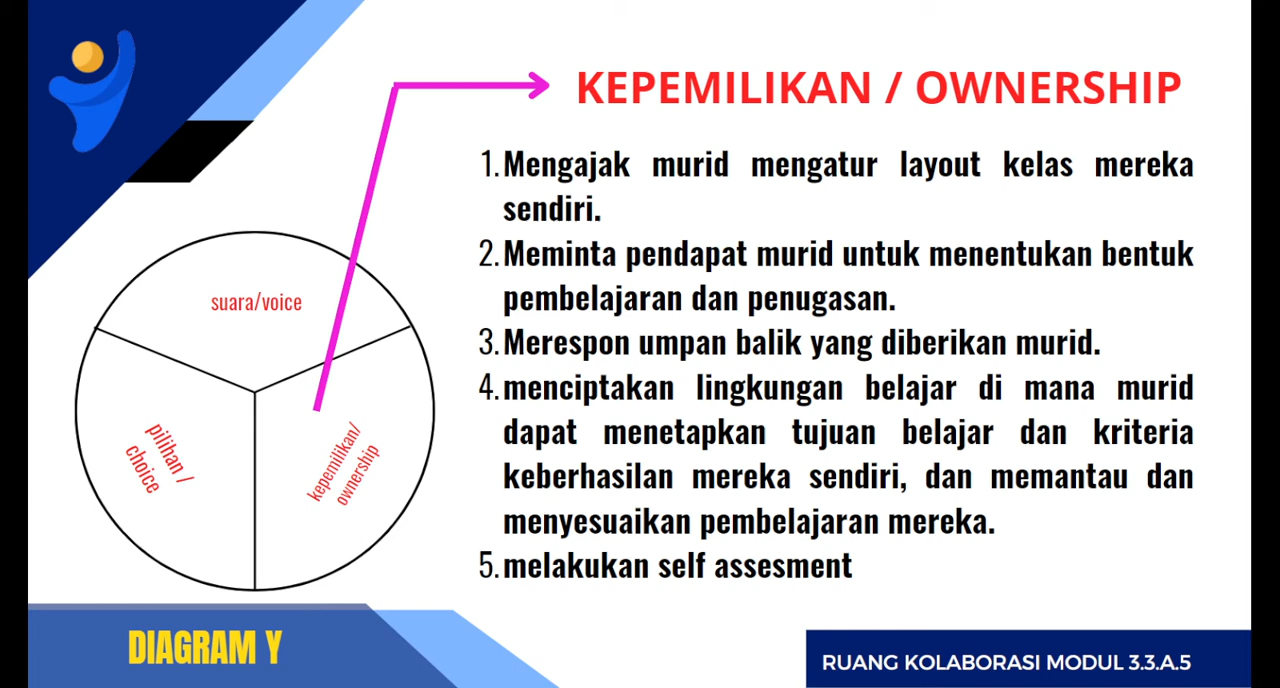 KEPEMILIKAN / OWNERSHIP
1. Mengajak murid mengatur layout kelas mereka
sendiri.
2. Meminta pendapat murid untuk menentukan bentuk
pembelajaran dan penugasan.
3. Merespon umpan balik yang diberikan murid.
4. menciptakan lingkungan belajar di mana murid
dapat menetapkan tujuan belajar dan kriteria
keberhasilan mereka sendiri, dan memantau dan
menyesuaikan pembelajaran mereka.
5. melakukan self assesment
suara/voice
pilihan /
choice
kepemilikan/
ownership
DIAGRAM Y
RUANG KOLABORASI MODUL 3.3.A.5